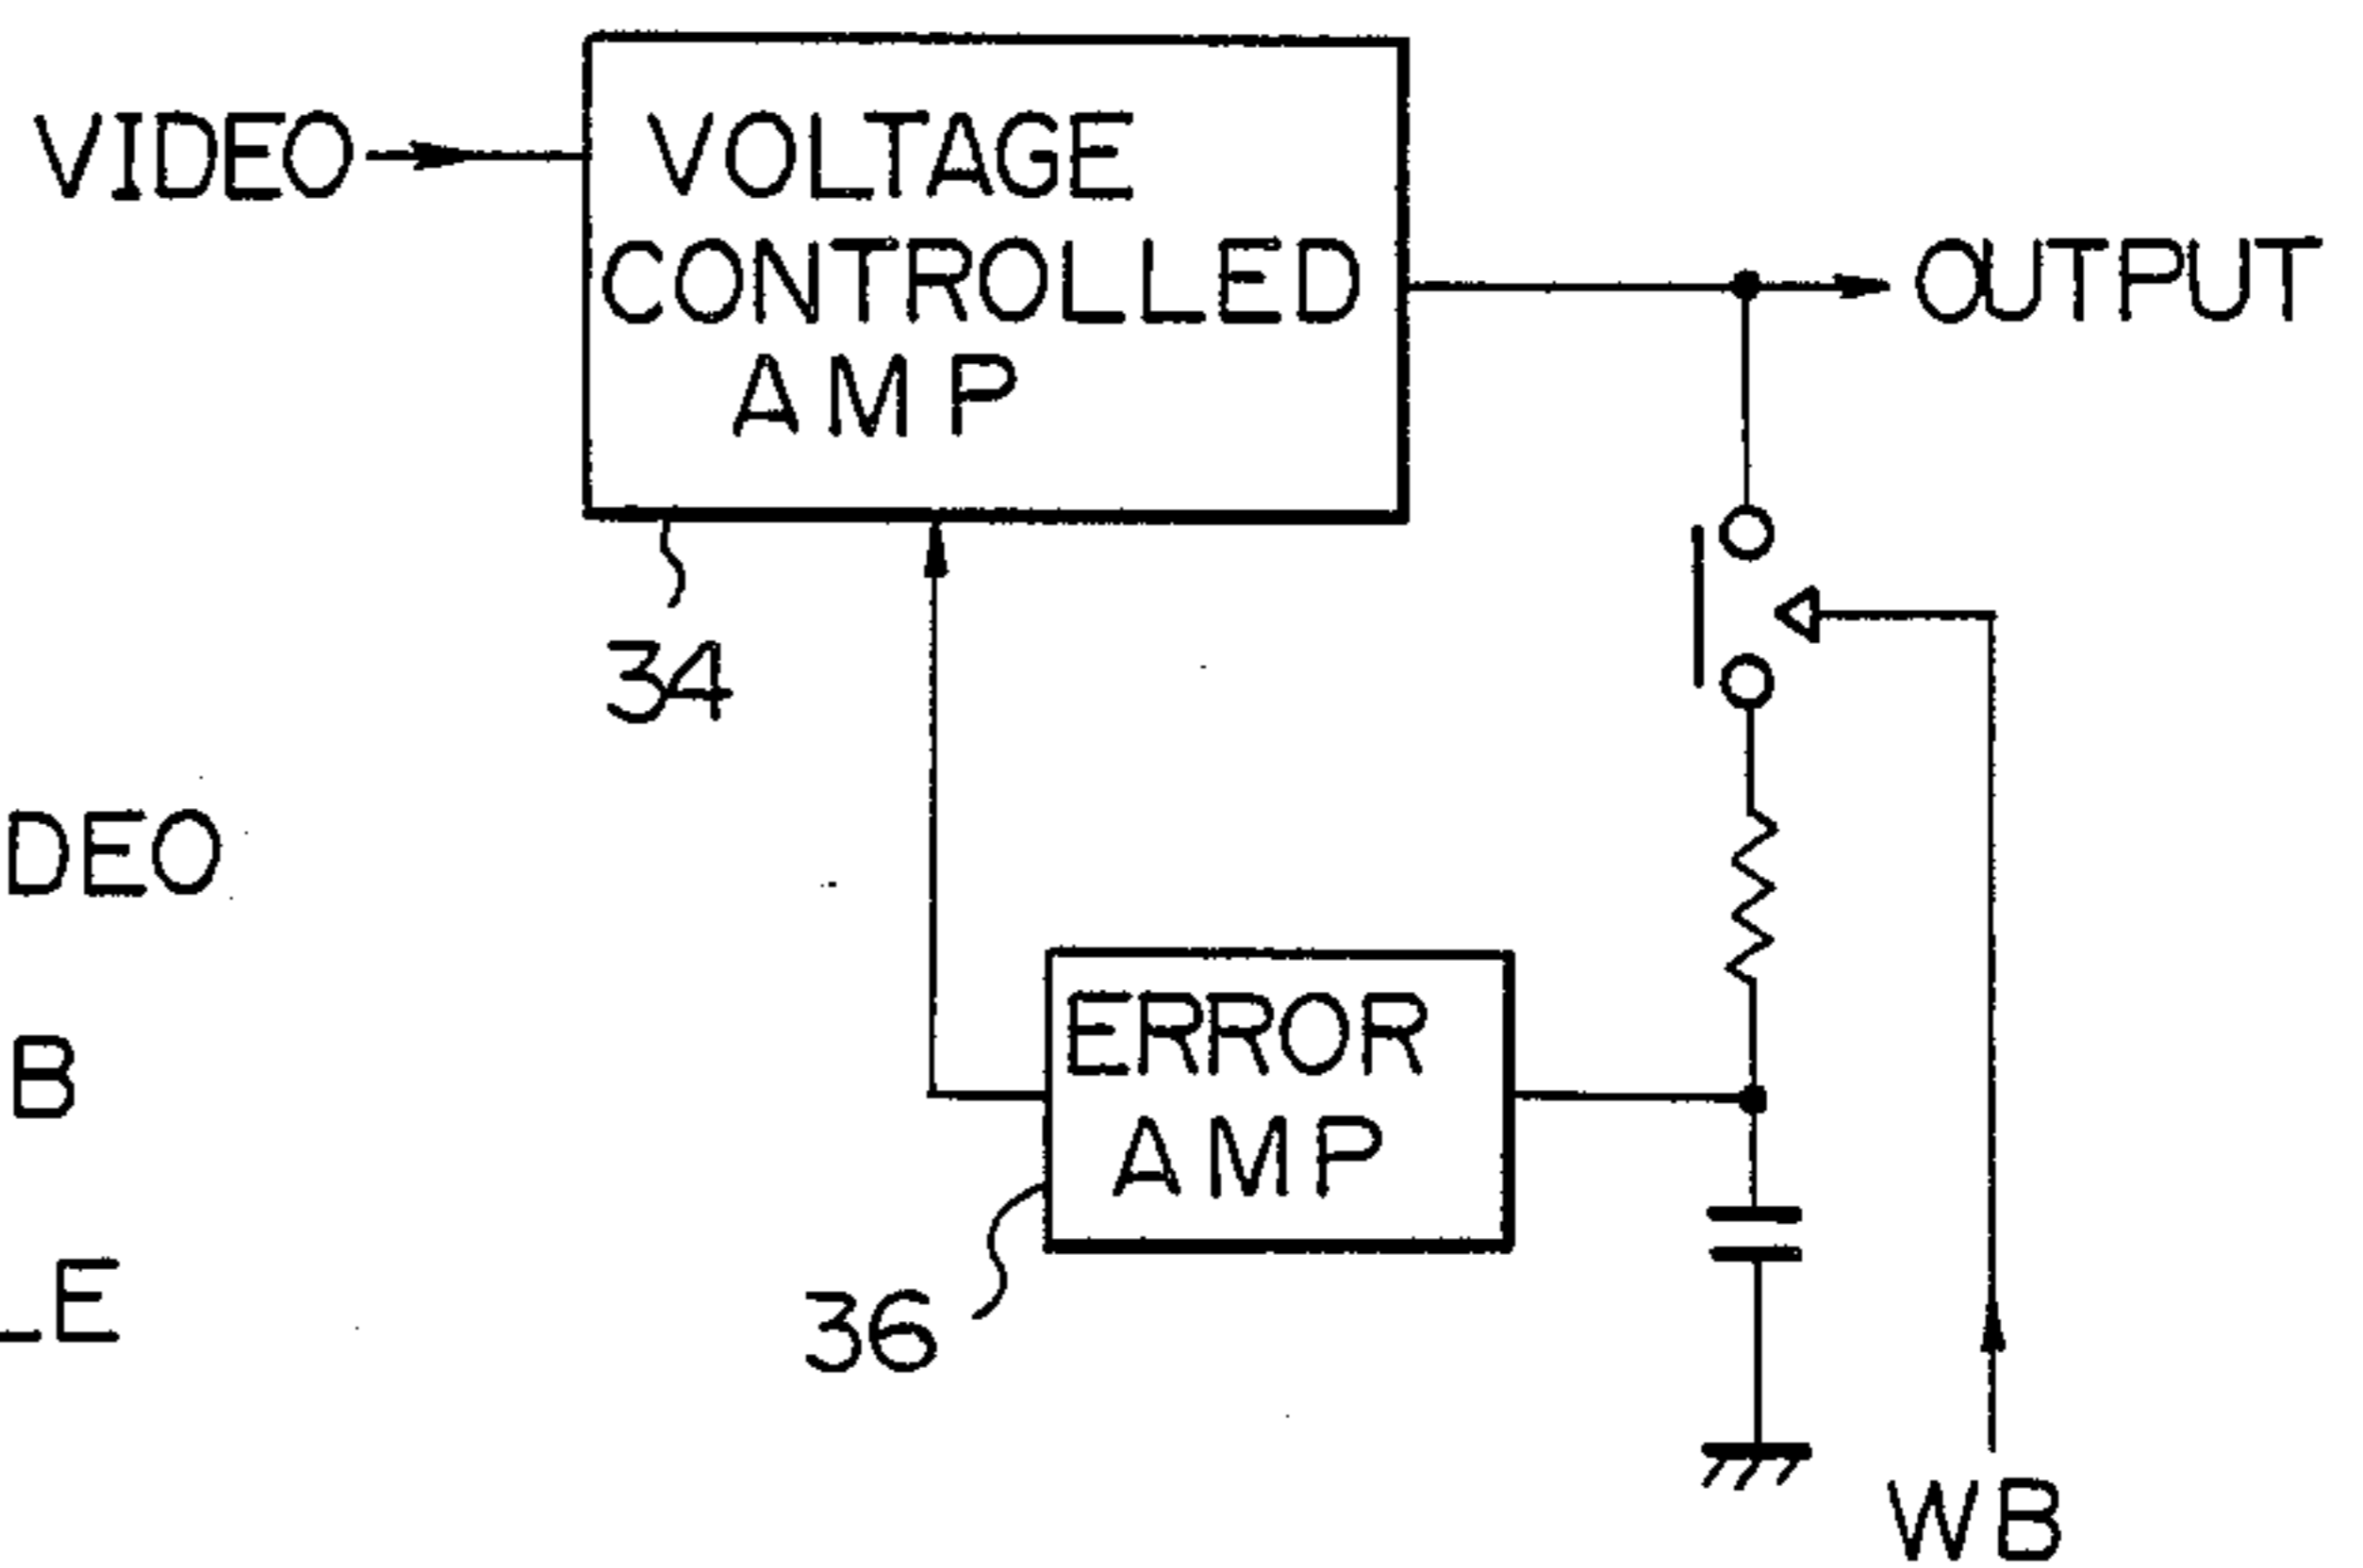 VIDEO
VOLTAGE
CONTROLLED
AMP
OUTPUT
34
DEO
B
LE
ERROR
AMP
36
WB